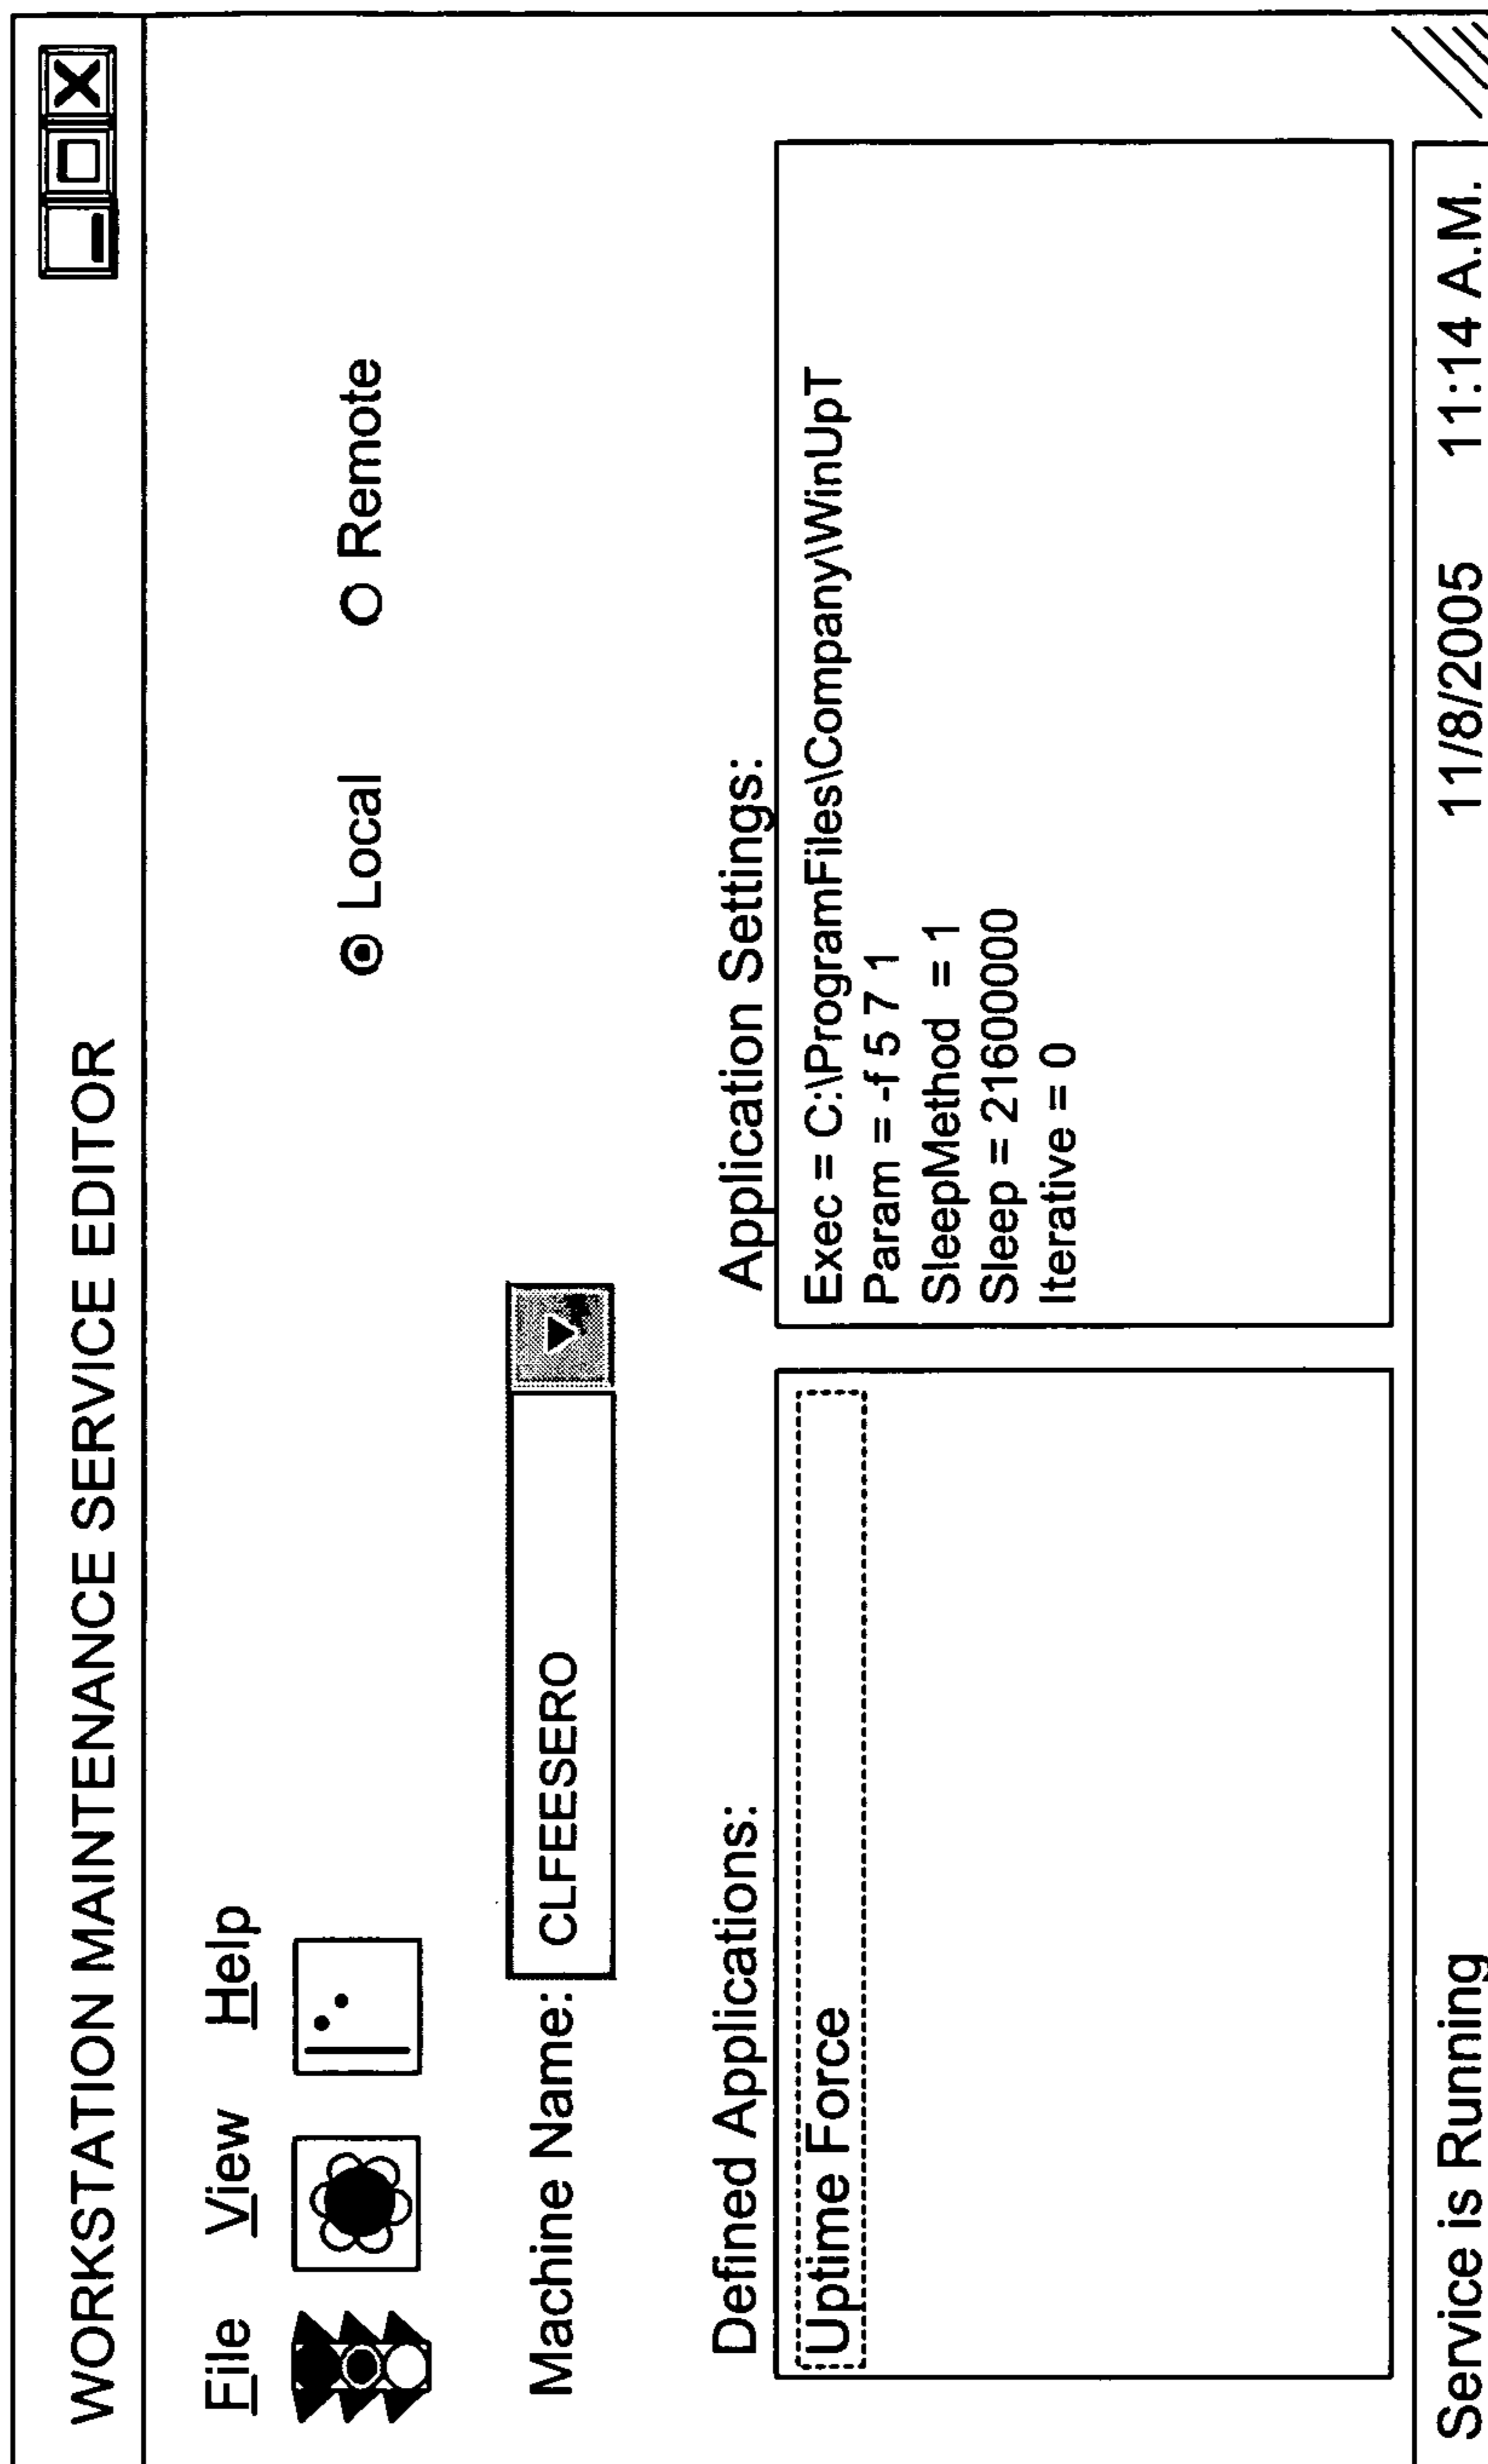 WORKSTATION MAINTENANCE SERVICE EDITOR
File View Help
Local Remote
Machine Name: CLFEESERO
Defined Applications:
Uptime Force
Application Settings:
Exec = C:\ProgramFiles\Company\WinUpT
Param = -f 5 7 1
SleepMethod = 1
Sleep = 21600000
Iterative = 0
Service is Running 11/8/2005 11:14 A.M.